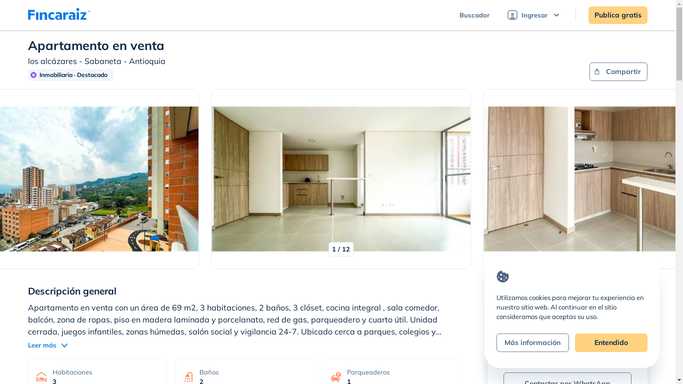 Fincaraiz
Buscador
Ingresar
Publica gratis
Apartamento en venta
los alcázares - Sabaneta - Antioquia
Inmobiliaria · Destacado
Compartir
1 / 12
Descripción general
Apartamento en venta con un área de 69 m2, 3 habitaciones, 2 baños, 3 clóset, cocina integral , sala comedor,
balcón, zona de ropas, piso en madera laminada y porcelanato, red de gas, parqueadero y cuarto útil. Unidad
cerrada, juegos infantiles, zonas húmedas, salón social y vigilancia 24-7. Ubicado cerca a parques, colegios y...
Leer más
Habitaciones
3
Baños
2
Parqueaderos
1
Utilizamos cookies para mejorar tu experiencia en
nuestro sitio web. Al continuar en el sitio
consideramos que aceptas su uso.
Más información
Entendido
Contactar por WhatsApp